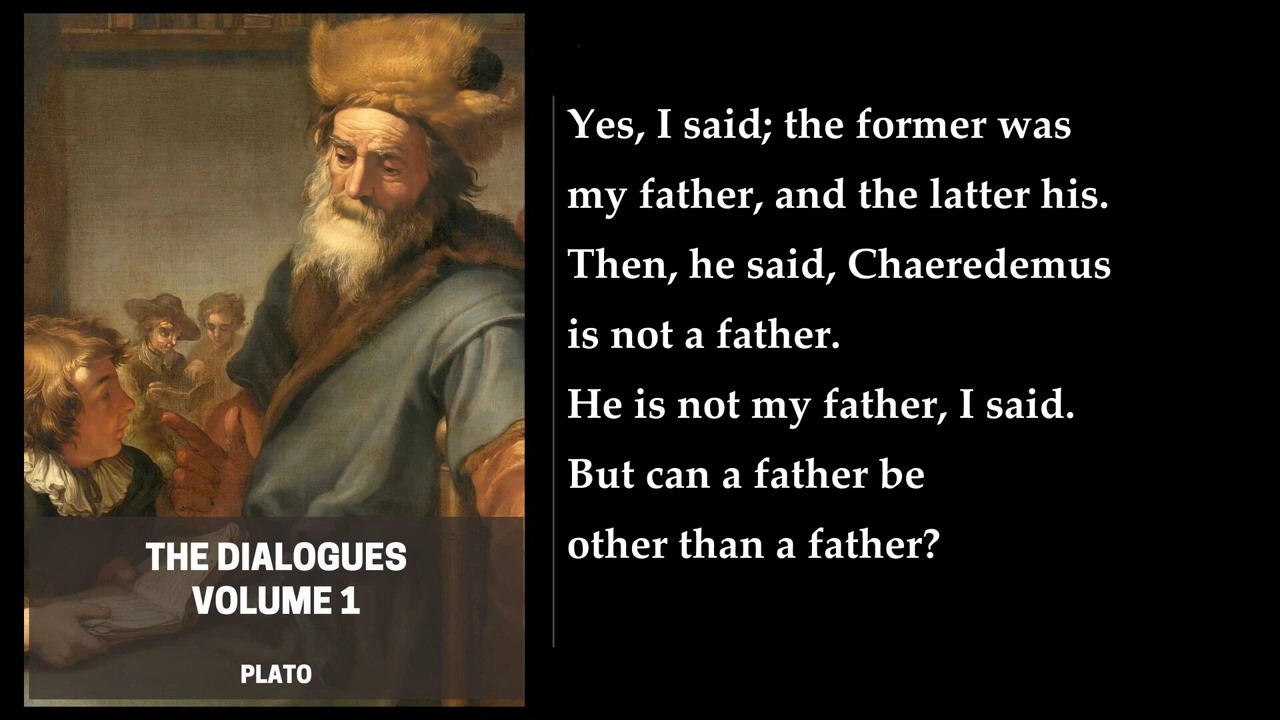 THE DIALOGUES
VOLUME 1
PLATO
Yes, I said; the former was
my father, and the latter his.
Then, he said, Chaeredemus
is not a father.
He is not my father, I said.
But can a father be
other than a father?